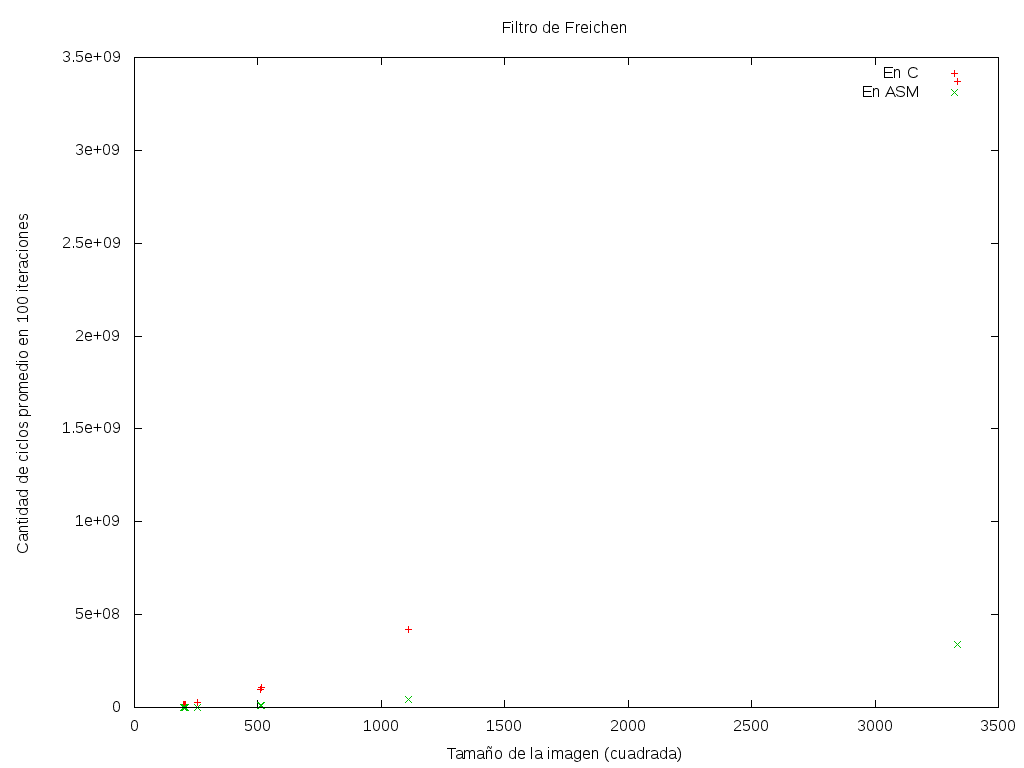 Filtro de Freichen
3.5e+09
3e+09
2.5e+09
2e+09
1.5e+09
1e+09
5e+08
0
Cantidad de ciclos promedio en 100 iteraciones
En C
En ASM
0 500 1000 1500 2000 2500 3000 3500
Tamaño de la imagen (cuadrada)